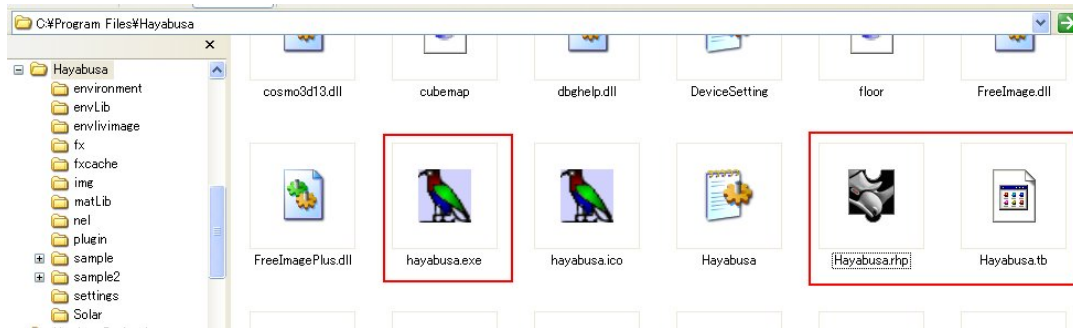 C:¥Program Files¥Hayabusa
Hayabusa
environment
envLib
envlivimage
fx
fxcache
img
matLib
nel
plugin
sample
sample2
settings
Solar
cosmo3d13.dll
cubemap
dbghelp.dll
DeviceSetting
floor
FreeImage.dll
FreeImagePlus.dll
hayabusa.exe
hayabusa.ico
Hayabusa
Hayabusa.rhp
Hayabusa.tb